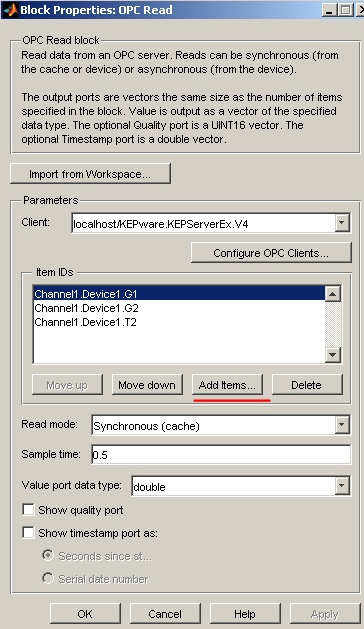 Block Properties: OPC Read
OPC Read block
Read data from an OPC server. Reads can be synchronous (from
the cache or device) or asynchronous (from the device).
The output ports are vectors the same size as the number of items
specified in the block. Value is output as a vector of the specified
data type. The optional Quality port is a UINT16 vector. The
optional Timestamp port is a double vector.
Import from Workspace...
Parameters
Client: localhost/KEPware.KEPServerEx.V4
Configure OPC Clients...
Item IDs
Channel1.Device1.G1
Channel1.Device1.G2
Channel1.Device1.T2
Move up Move down Add Items... Delete
Read mode: Synchronous (cache)
Sample time: 0.5
Value port data type: double
Show quality port
Show timestamp port as:
Seconds since st...
Serial date number
OK Cancel Help Apply